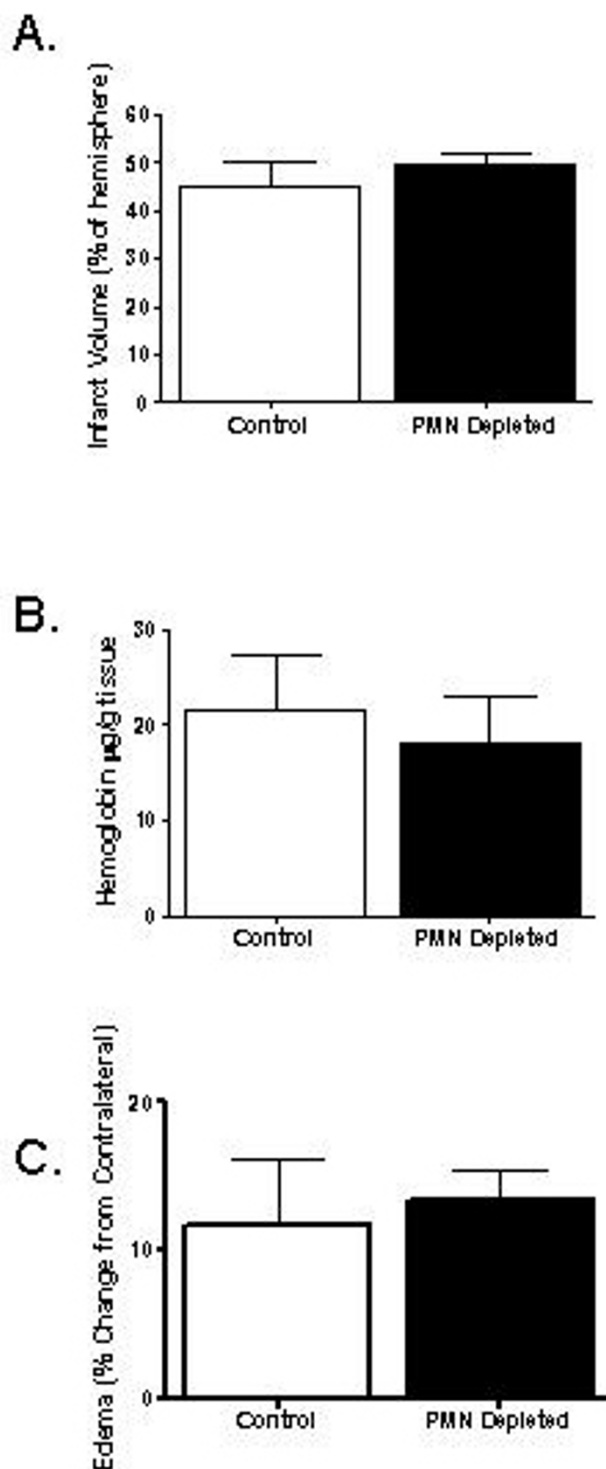 A.
Infarct Volume (% of hemisphere)
60
50
40
30
20
10
0
Control
PMN Depleted
B.
Hemoglobin µg/g tissue
30
20
10
0
Control
PMN Depleted
C.
Edema (% Change from Contralateral)
20
10
0
Control
PMN Depleted